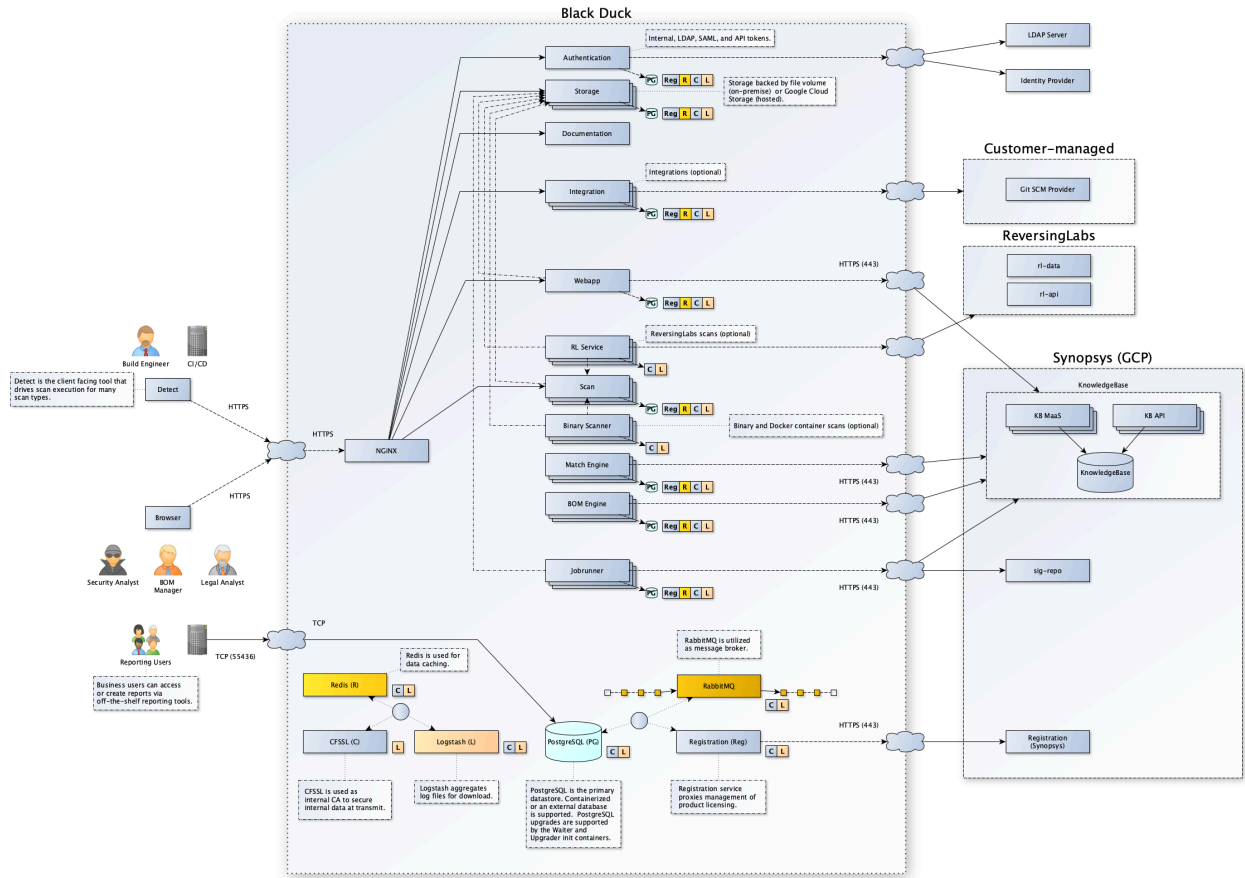 Black Duck
Internal, LDAP, SAML, and API tokens.
LDAP Server
Authentication
PG Reg R C L
Identity Provider
Storage
Storage backed by file volume
(on-premise) or Google Cloud
Storage (hosted).
PG Reg R C L
Documentation
Customer-managed
Integrations (optional)
Integration
Git SCM Provider
PG Reg R C L
ReversingLabs
HTTPS (443)
rl-data
Webapp
rl-api
PG Reg R C L
ReversingLabs scans (optional)
Build Engineer
CI/CD
RL Service
Synopsys (GCP)
C L
Detect is the client facing tool that
drives scan execution for many
scan types.
Detect
Scan
KnowledgeBase
HTTPS
PG Reg R C L
KB MaaS
KB API
Binary Scanner
Binary and Docker container scans (optional)
HTTPS
NGINX
C L
Match Engine
KnowledgeBase
HTTPS (443)
PG Reg R C L
HTTPS
BOM Engine
Browser
HTTPS (443)
PG Reg R C L
Security Analyst
BOM
Manager
Legal Analyst
Jobrunner
sig-repo
HTTPS (443)
PG Reg R C L
TCP
RabbitMQ is utilized
as message broker.
Reporting Users
TCP (55436)
Redis is used for
data caching.
Business users can access
or create reports via
off-the-shelf reporting tools.
Redis (R)
C L
RabbitMQ
C L
HTTPS (443)
CFSSL (C)
L
Logstash (L)
C L
PostgreSQL (PG)
C L
Registration (Reg)
C L
Registration
(Synopsys)
CFSSL is used as
internal CA to secure
internal data at transmit.
Logstash aggregates
log files for download.
PostgreSQL is the primary
datastore. Containerized
or an external database
is supported. PostgreSQL
upgrades are supported
by the Waiter and
Upgrader init containers.
Registration service
proxies management of
product licensing.